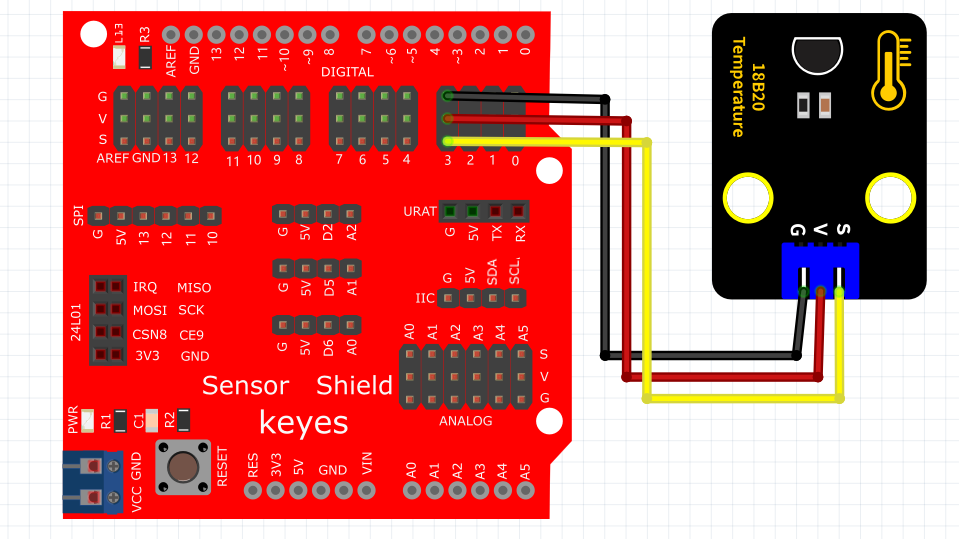 L13
R3
AREF
GND
13
12
11
~10
~9
8
7
~6
~5
4
~3
2
1
0
DIGITAL
G
V
S
AREF GND 13 12
11 10 9 8
7 6 5 4
3 2 1 0
SPI
G
5V
13
12
11
10
G
5V
D2
A2
URAT
G
5V
TX
RX
G
5V
D5
A1
IIC
G
5V
SDA
SCL.
24L01
IRQ MISO
MOSI SCK
CSN8 CE9
3V3 GND
G
5V
D6
A0
A0
A1
A2
A3
A4
A5
S
V
G
ANALOG
Sensor Shield
keyes
PWR
R1
C1
R2
VCC GND
RESET
RES
3V3
5V
GND
VIN
A0
A1
A2
A3
A4
A5
18B20
Temperature
G
V
S